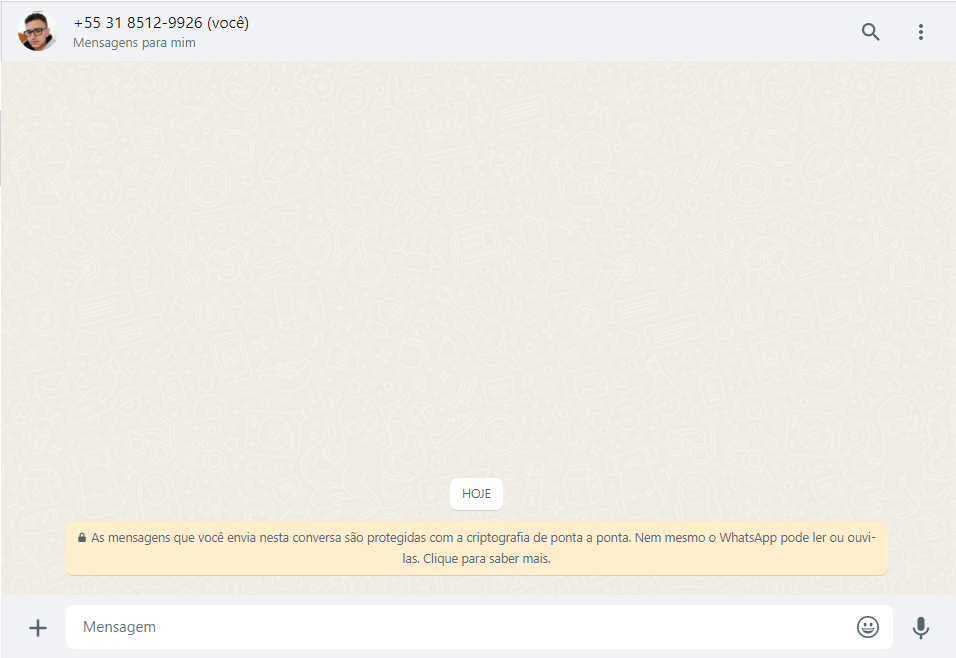 +55 31 8512-9926 (você)
Mensagens para mim
HOJE
As mensagens que você envia nesta conversa são protegidas com a criptografia de ponta a ponta. Nem mesmo o WhatsApp pode ler ou ouvi-
las. Clique para saber mais.
Mensagem